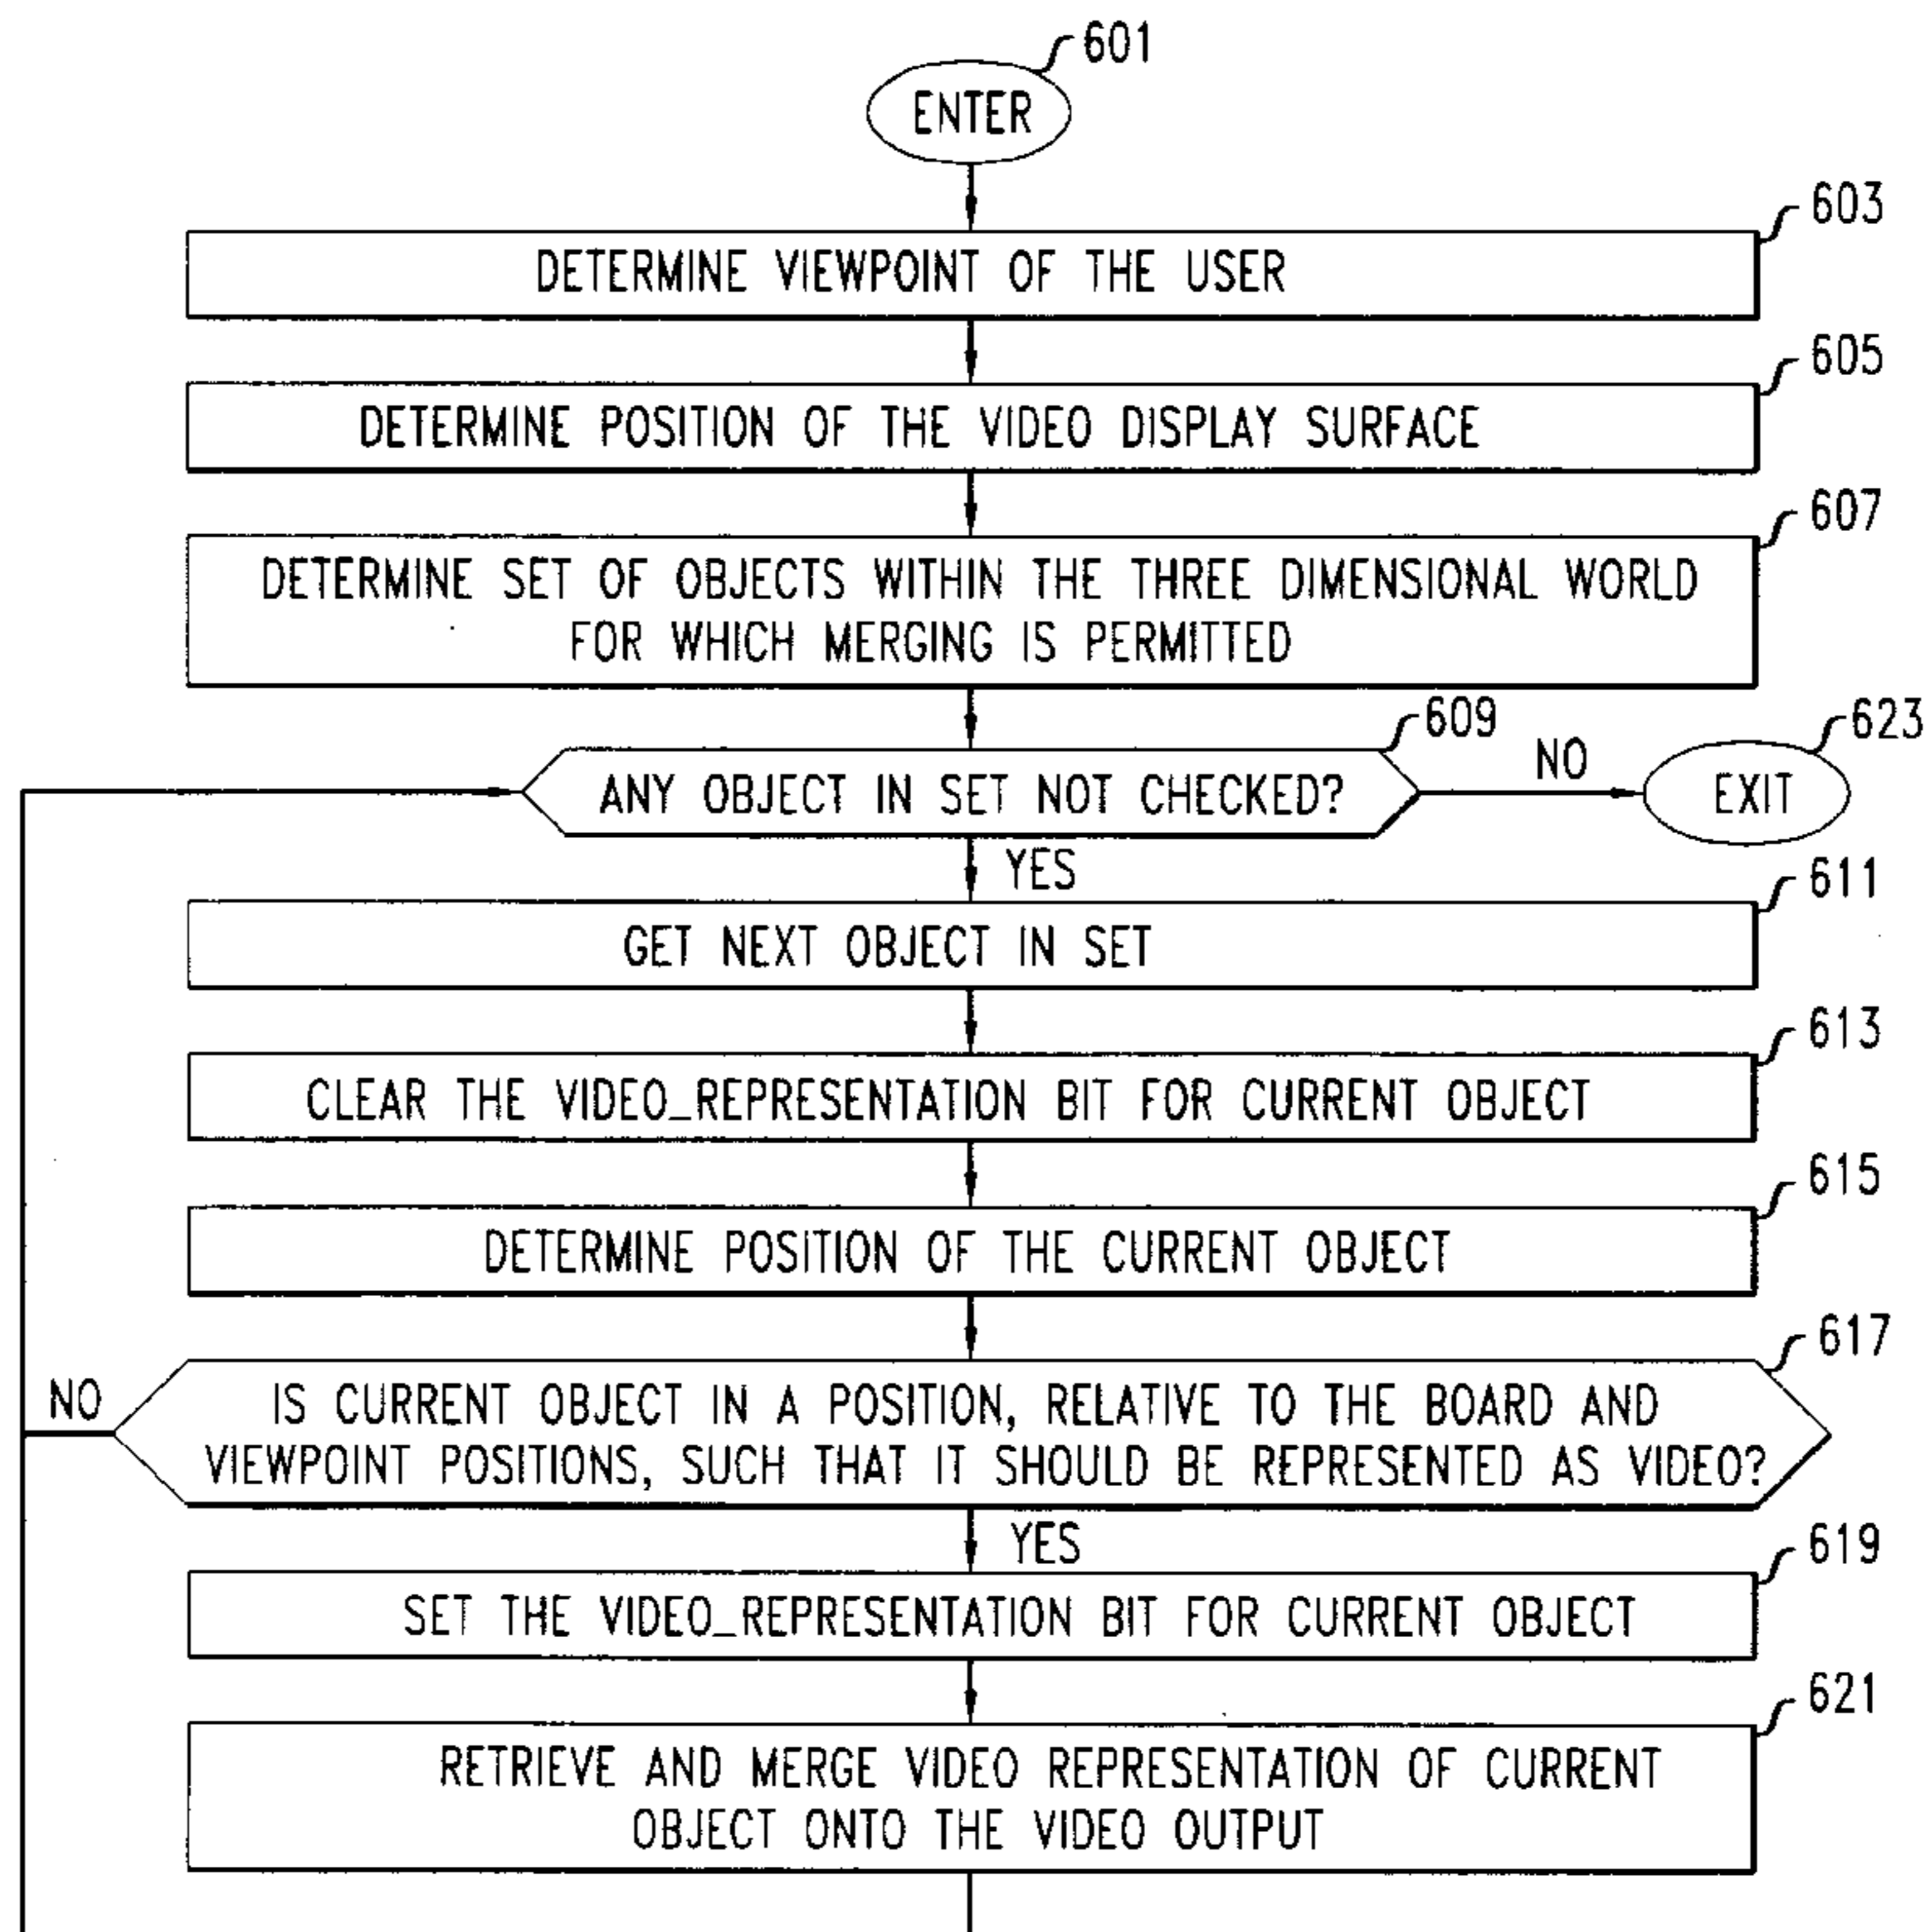 601
ENTER
603
DETERMINE VIEWPOINT OF THE USER
605
DETERMINE POSITION OF THE VIDEO DISPLAY SURFACE
607
DETERMINE SET OF OBJECTS WITHIN THE THREE DIMENSIONAL WORLD
FOR WHICH MERGING IS PERMITTED
609
623
ANY OBJECT IN SET NOT CHECKED?
NO
EXIT
YES
611
GET NEXT OBJECT IN SET
613
CLEAR THE VIDEO_REPRESENTATION BIT FOR CURRENT OBJECT
615
DETERMINE POSITION OF THE CURRENT OBJECT
617
NO
IS CURRENT OBJECT IN A POSITION, RELATIVE TO THE BOARD AND
VIEWPOINT POSITIONS, SUCH THAT IT SHOULD BE REPRESENTED AS VIDEO?
YES
619
SET THE VIDEO_REPRESENTATION BIT FOR CURRENT OBJECT
621
RETRIEVE AND MERGE VIDEO REPRESENTATION OF CURRENT
OBJECT ONTO THE VIDEO OUTPUT